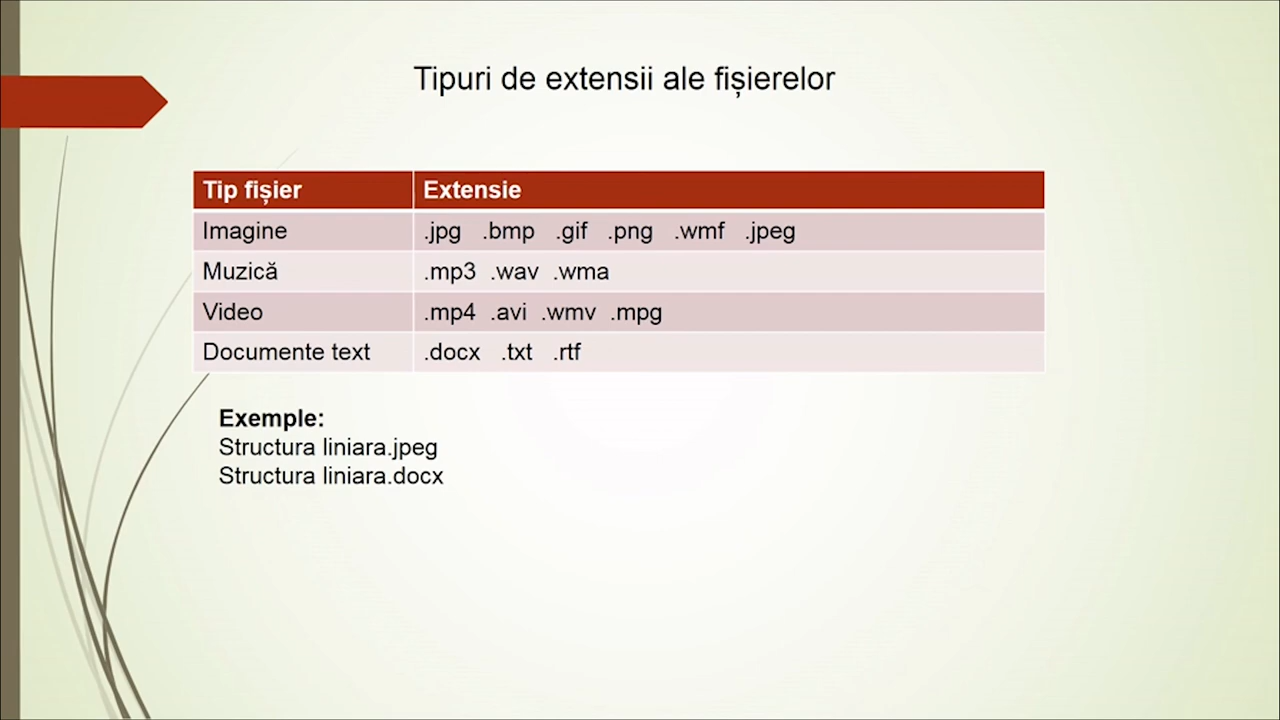 Tipuri de extensii ale fișierelor
Tip fișier Extensie
Imagine .jpg .bmp .gif .png .wmf .jpeg
Muzică .mp3 .wav .wma
Video .mp4 .avi .wmv .mpg
Documente text .docx .txt .rtf
Exemple:
Structura liniara.jpeg
Structura liniara.docx